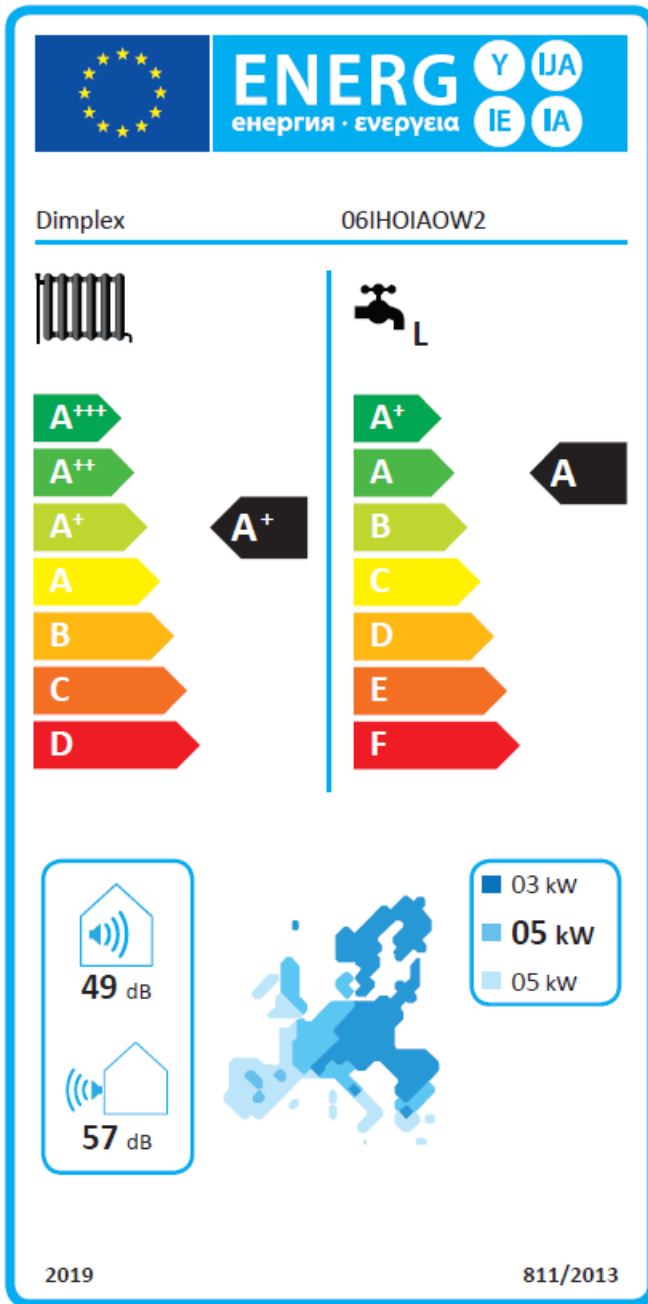 ENERG Y IJA
енергия · ενεργεια IE IA
Dimplex 06IHOIAOW2
L
A+++ A+
A++ A A
A+ A+ B
A C
B D
C E
D F
03 kW
05 kW
05 kW
49 dB
57 dB
2019 811/2013